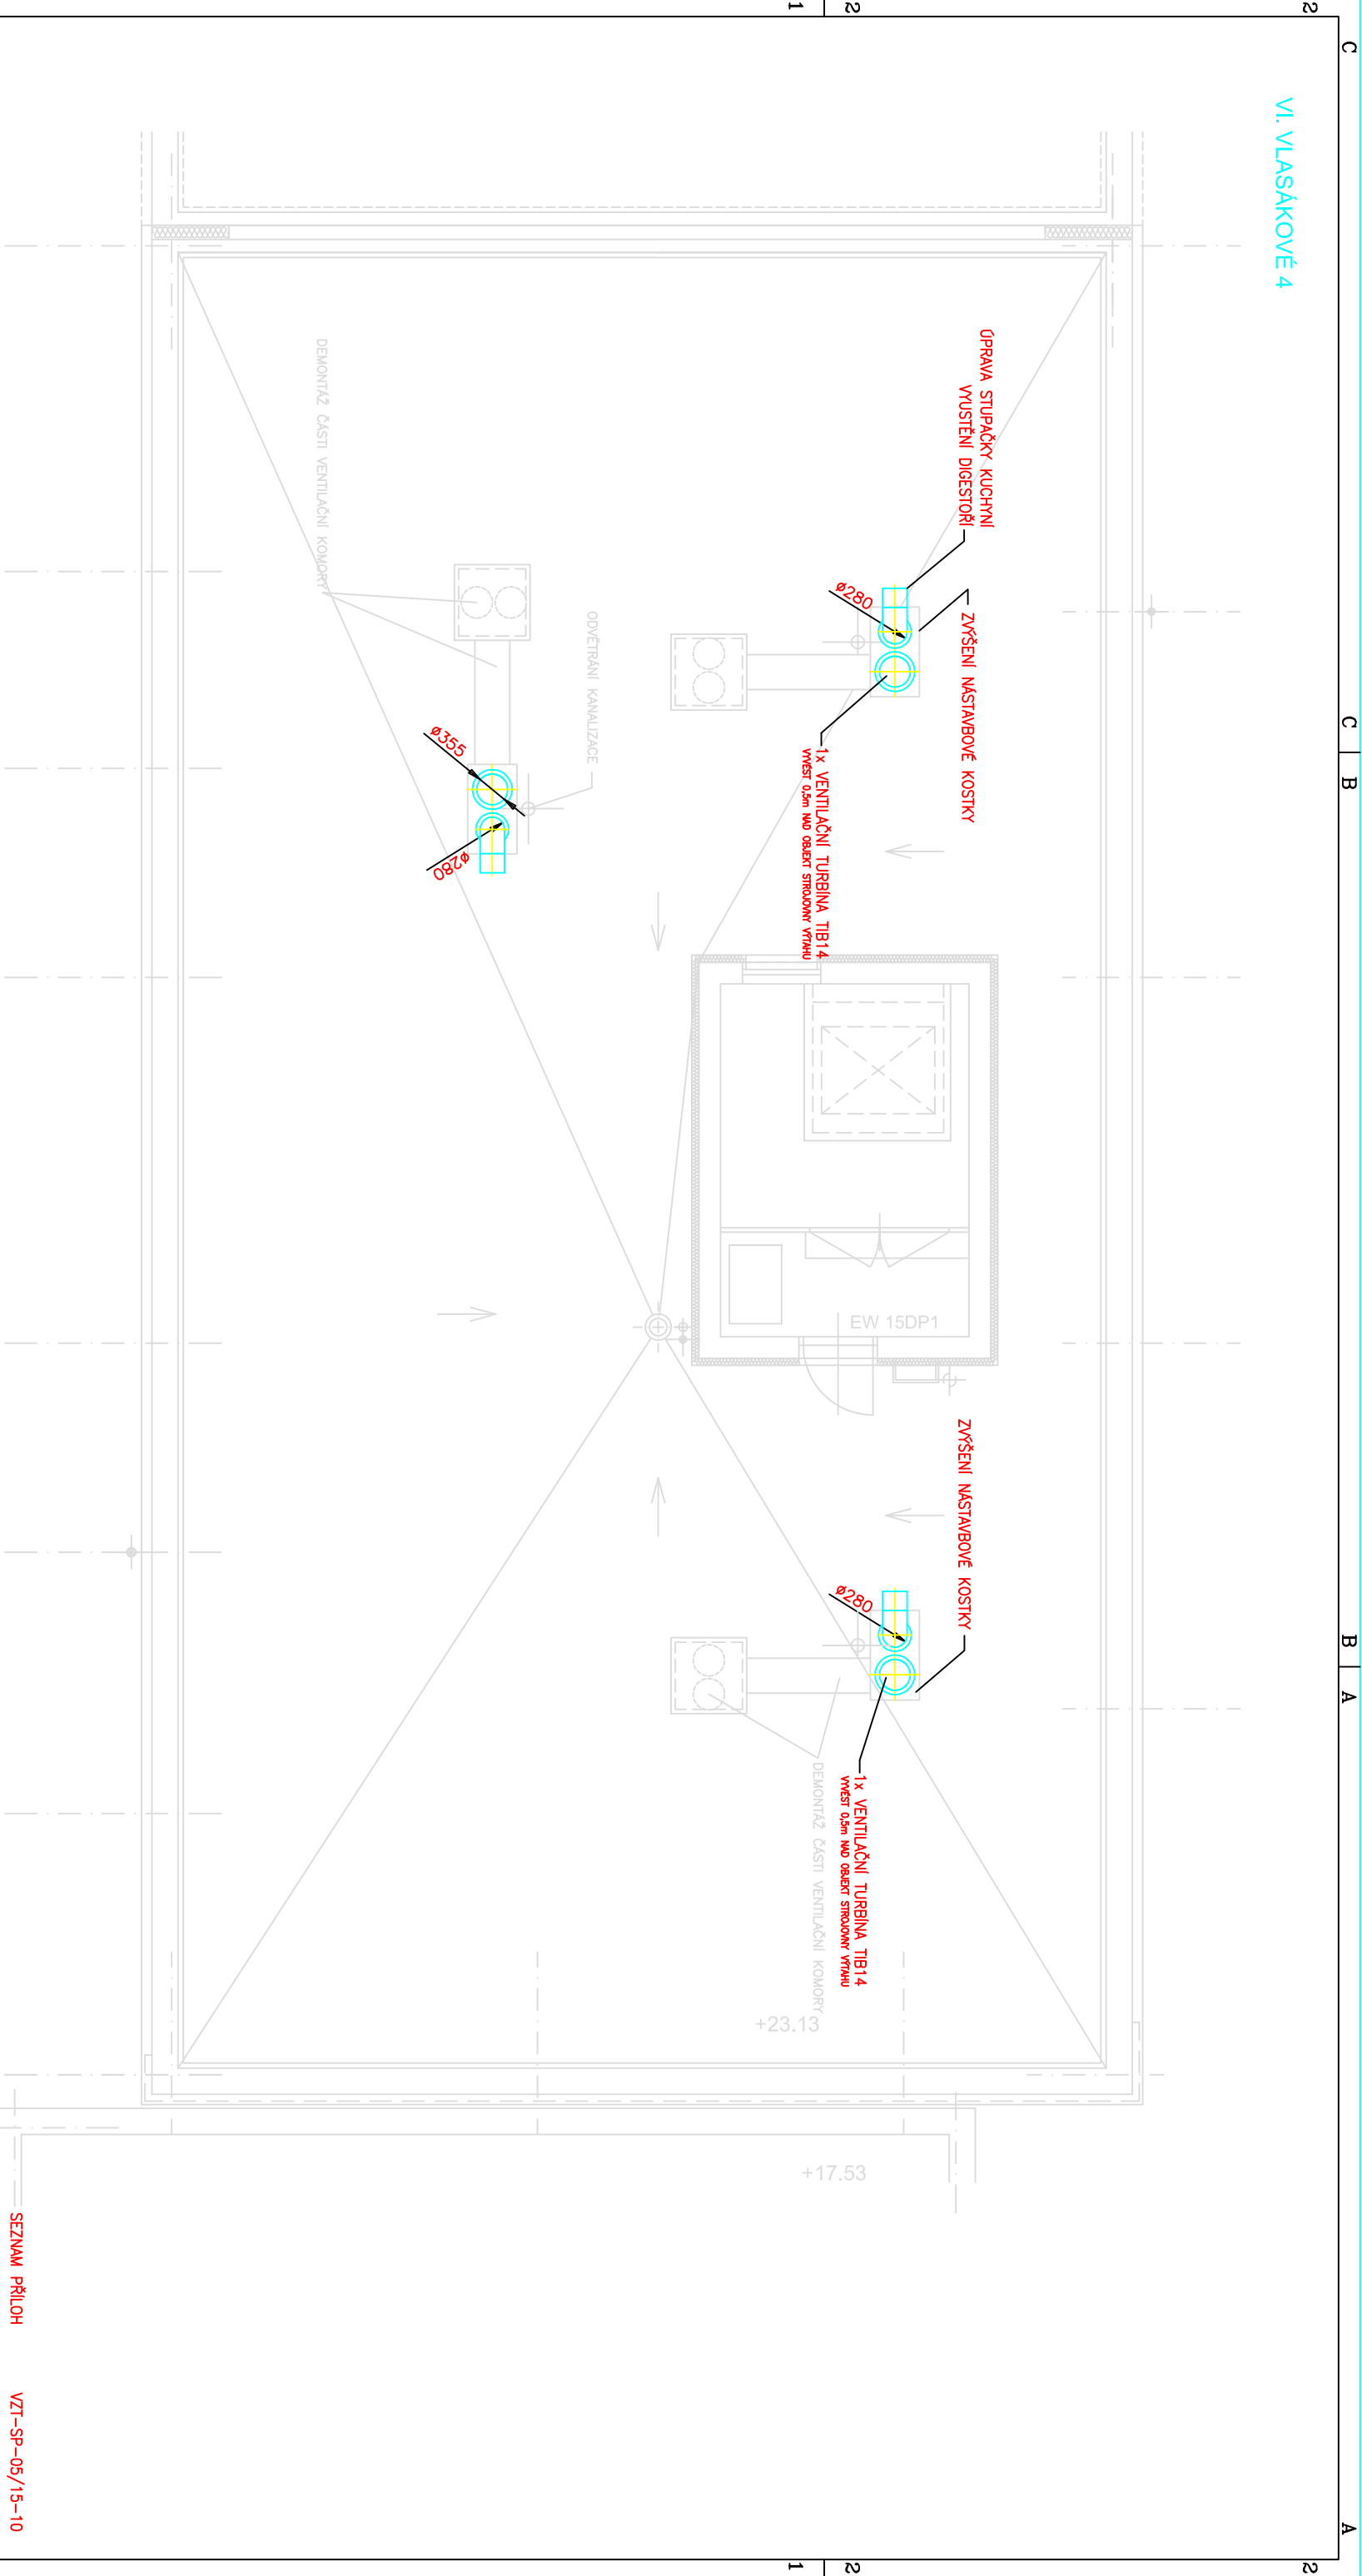 VI. VLASÁKOVÉ 4
ÚPRAVA STUPAČKY KUCHYNÍ
VYUSTĚNÍ DIGESTOŘÍ
ZVÝŠENÍ NÁSTAVBOVÉ KOSTKY
ZVÝŠENÍ NÁSTAVBOVÉ KOSTKY
ø280
1x VENTILAČNÍ TURBÍNA TIB14
VYVÉST 0,5m NAD OBJEKT STROJOVNY VÝTAHU
EW 15DP1
ø280
1x VENTILAČNÍ TURBÍNA TIB14
VYVÉST 0,5m NAD OBJEKT STROJOVNY VÝTAHU
DEMONTÁŽ ČÁSTI VENTILAČNÍ KOMORY
+23.13
+17.53
ODVĚTRÁNÍ KANALIZACE
ø355
ø280
DEMONTÁŽ ČÁSTI VENTILAČNÍ KOMORY
SEZNAM PŘÍLOH
VZT-SP-05/15-10
C
C
B
B
A
A
2
2
1
2
2
1